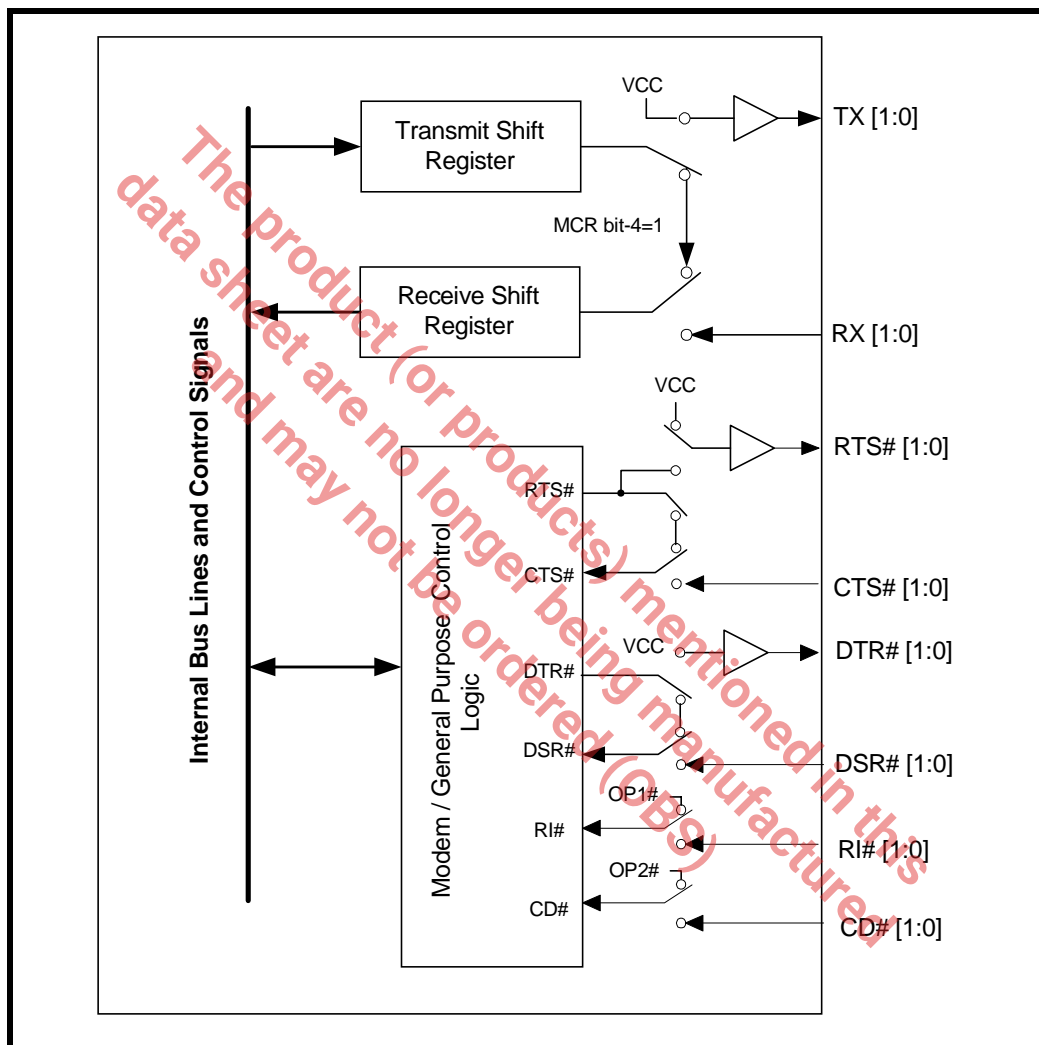 VCC
TX [1:0]
Transmit Shift
Register
MCR bit-4=1
Receive Shift
Register
RX [1:0]
VCC
RTS# [1:0]
RTS#
CTS#
CTS# [1:0]
VCC
DTR# [1:0]
DTR#
DSR#
DSR# [1:0]
OP1#
RI#
RI# [1:0]
OP2#
CD#
CD# [1:0]
Internal Bus Lines and Control Signals
Modem / General Purpose Control
Logic
The product (or products) mentioned in this
data sheet are no longer being manufactured
and may not be ordered (OBS)